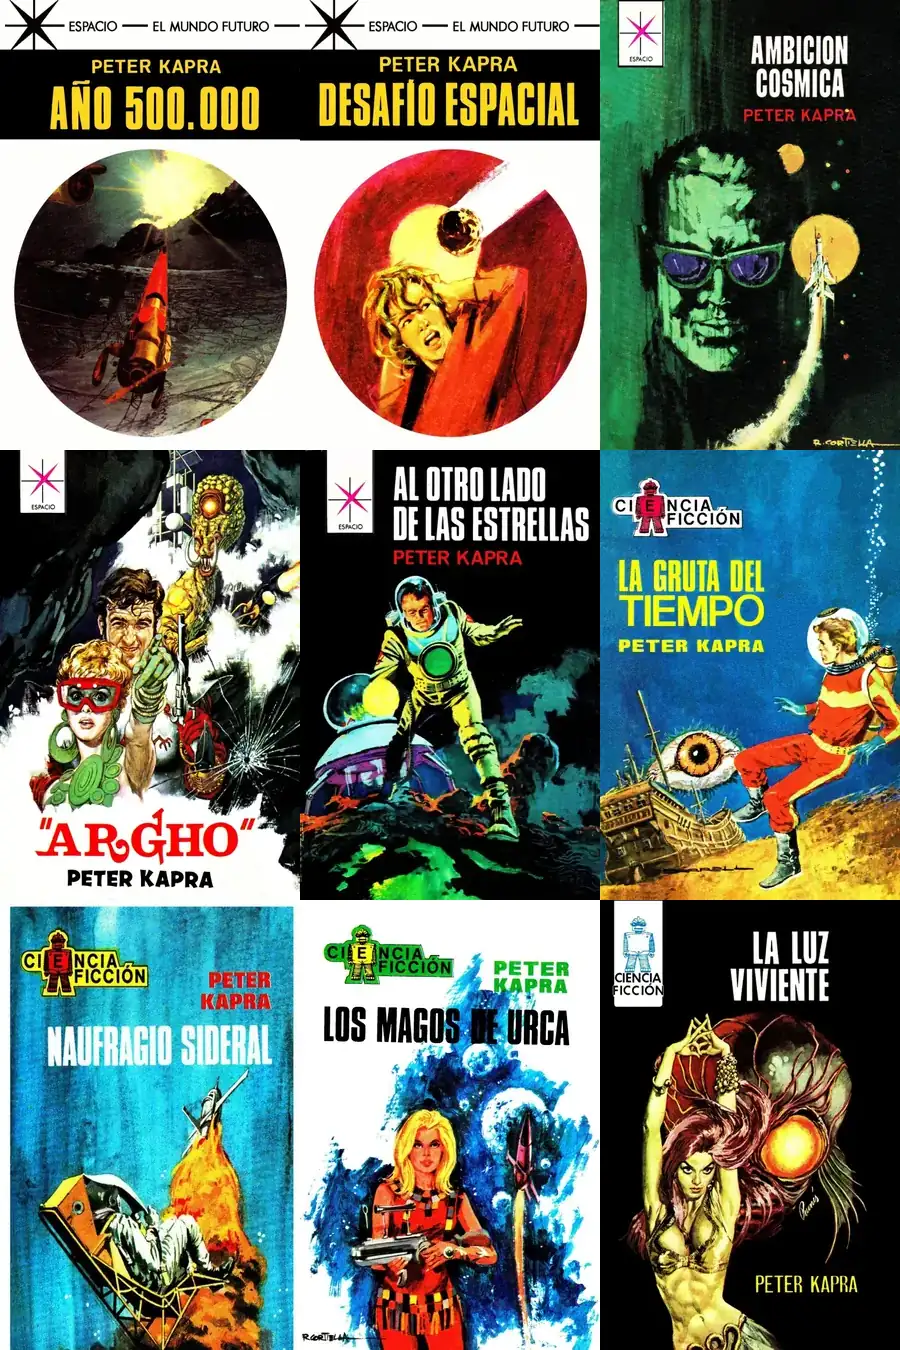 ESPACIO — EL MUNDO FUTURO
PETER KAPRA
AÑO 500.000
ESPACIO — EL MUNDO FUTURO
PETER KAPRA
DESAFÍO ESPACIAL
ESPACIO
AMBICION
COSMICA
PETER KAPRA
R. CORTIELLA
ESPACIO
"ARGHO"
PETER KAPRA
ESPACIO
AL OTRO LADO
DE LAS ESTRELLAS
PETER KAPRA
CIENCIA
FICCIÓN
LA GRUTA DEL
TIEMPO
PETER KAPRA
CIENCIA
FICCIÓN
PETER
KAPRA
NAUFRAGIO SIDERAL
CIENCIA
FICCIÓN
PETER
KAPRA
LOS MAGOS DE URCA
R. CORTIELLA
CIENCIA
FICCIÓN
LA LUZ
VIVIENTE
PETER KAPRA